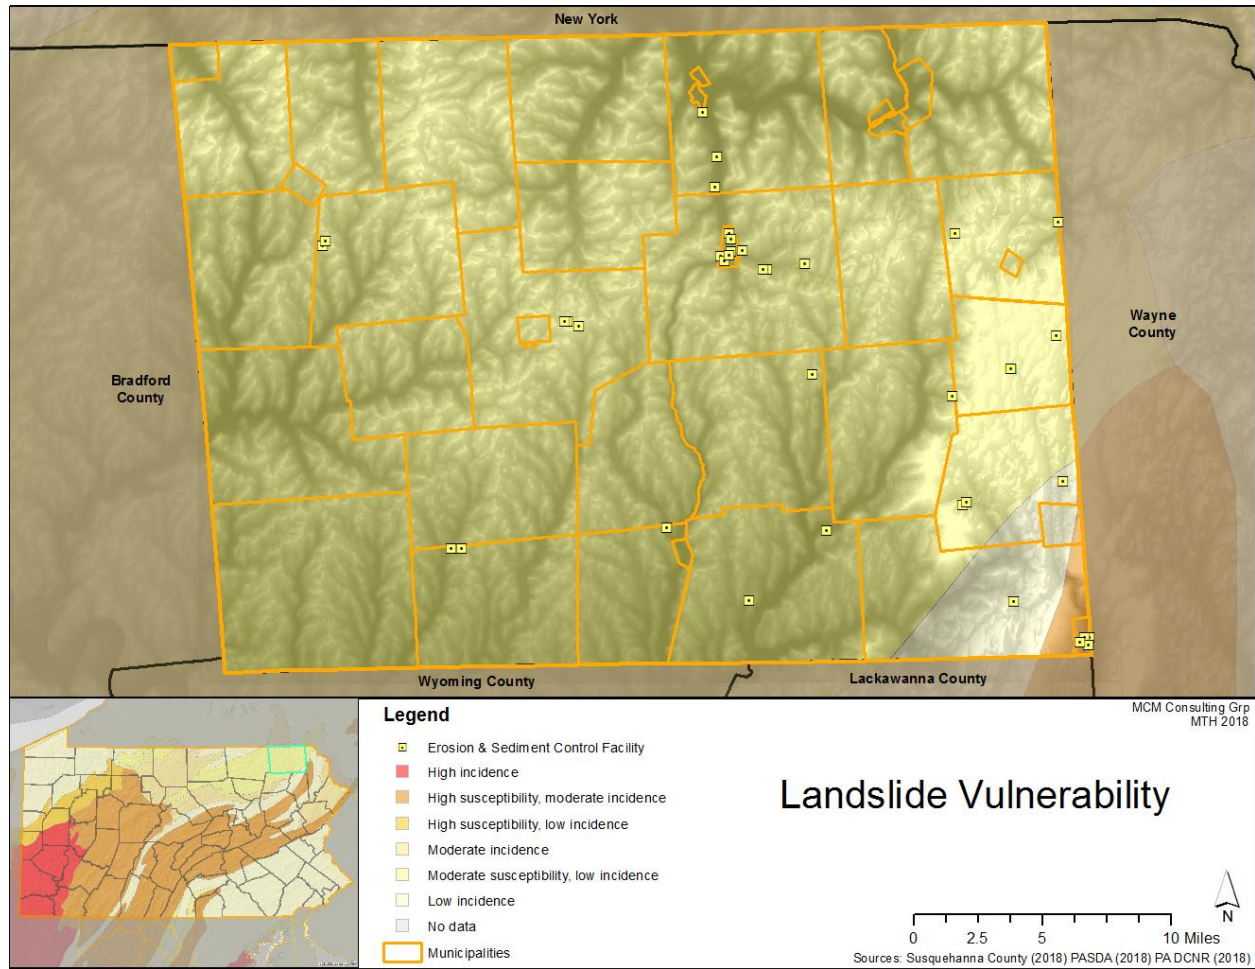 New York
Wayne
County
Bradford
County
Wyoming County
Lackawanna County
Legend
Erosion & Sediment Control Facility
High incidence
High susceptibility, moderate incidence
High susceptibility, low incidence
Moderate incidence
Moderate susceptibility, low incidence
Low incidence
No data
Municipalities
MCM Consulting Grp
MTH 2018
Landslide Vulnerability
N
0 2.5 5 10 Miles
Sources: Susquehanna County (2018) PASDA (2018) PA DCNR (2018)